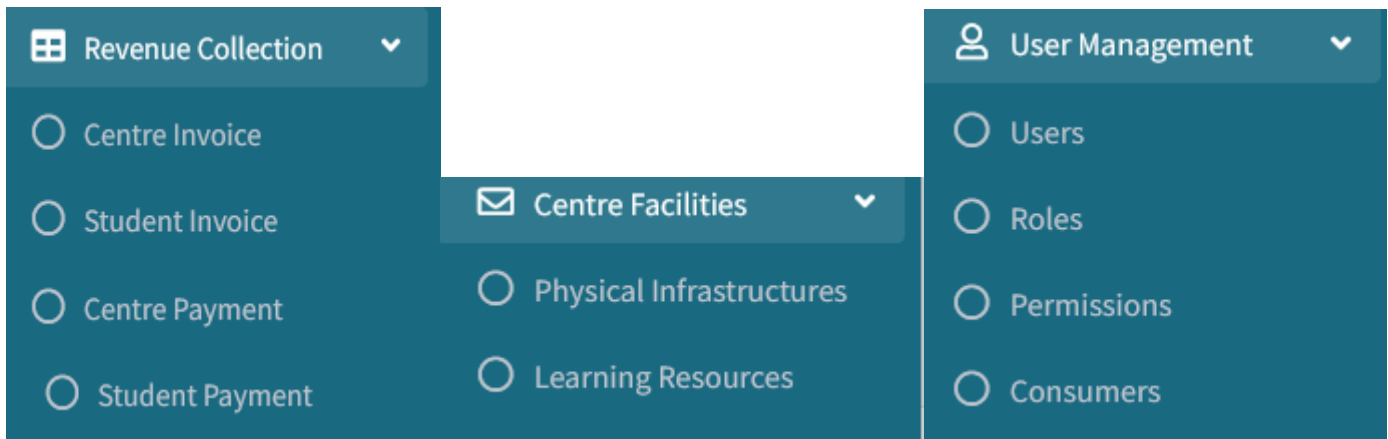 Revenue Collection
Centre Invoice
Student Invoice
Centre Payment
Student Payment
Centre Facilities
Physical Infrastructures
Learning Resources
User Management
Users
Roles
Permissions
Consumers